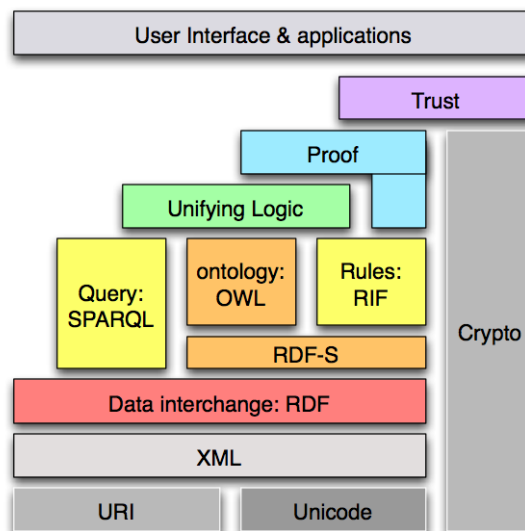 User Interface & applications
Trust
Proof
Unifying Logic
Query:
SPARQL
ontology:
OWL
Rules:
RIF
Crypto
RDF-S
Data interchange: RDF
XML
URI
Unicode